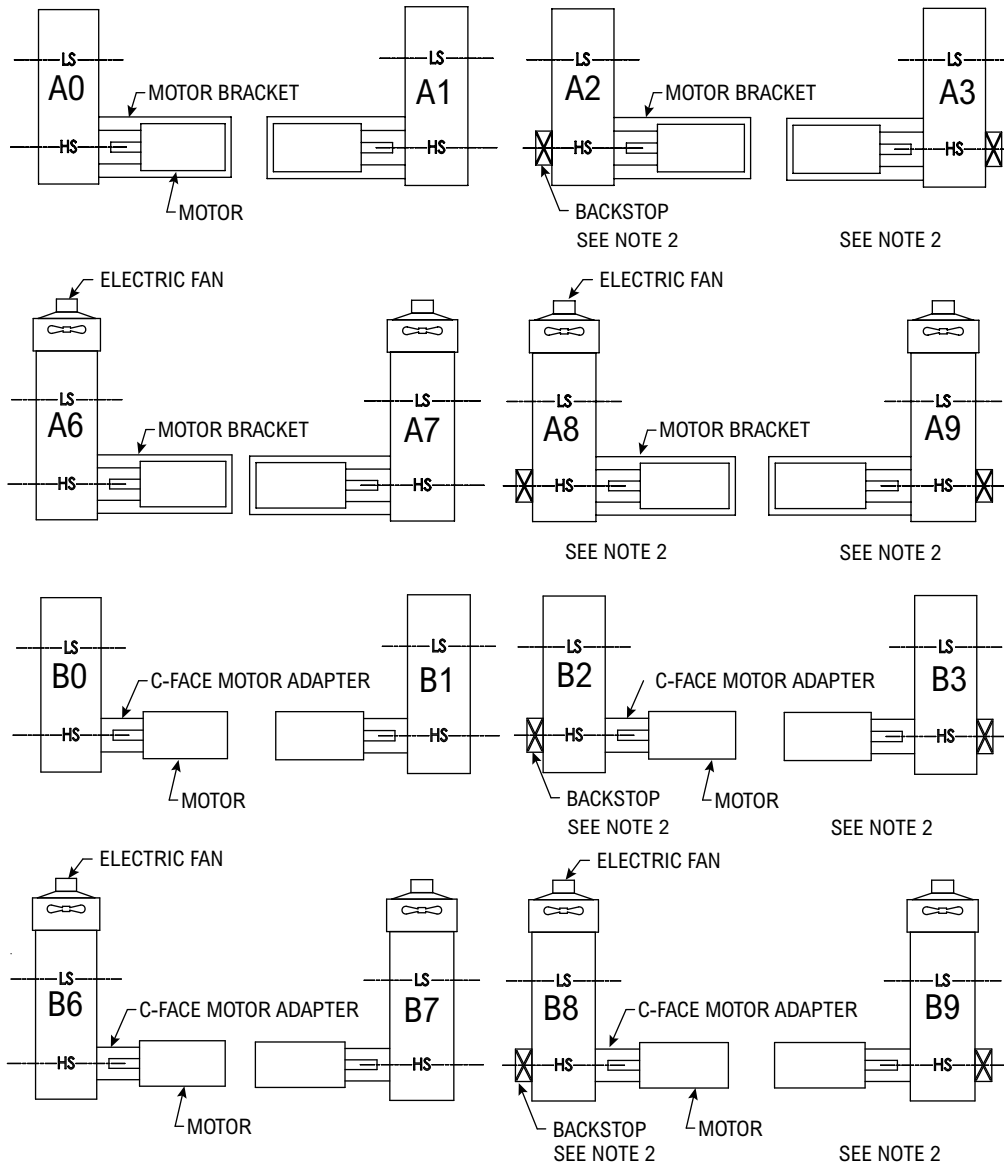 LS LS LS LS
A0 A1 A2 A3
MOTOR BRACKET MOTOR BRACKET
HS HS HS HS
MOTOR BACKSTOP
SEE NOTE 2 SEE NOTE 2
ELECTRIC FAN ELECTRIC FAN
LS LS LS LS
A6 A7 A8 A9
MOTOR BRACKET MOTOR BRACKET
HS HS HS HS
SEE NOTE 2 SEE NOTE 2
LS LS LS LS
B0 B1 B2 B3
C-FACE MOTOR ADAPTER C-FACE MOTOR ADAPTER
HS HS HS HS
MOTOR BACKSTOP MOTOR
SEE NOTE 2 SEE NOTE 2
ELECTRIC FAN ELECTRIC FAN
LS LS LS LS
B6 B7 B8 B9
C-FACE MOTOR ADAPTER C-FACE MOTOR ADAPTER
HS HS HS HS
MOTOR BACKSTOP MOTOR
SEE NOTE 2 SEE NOTE 2